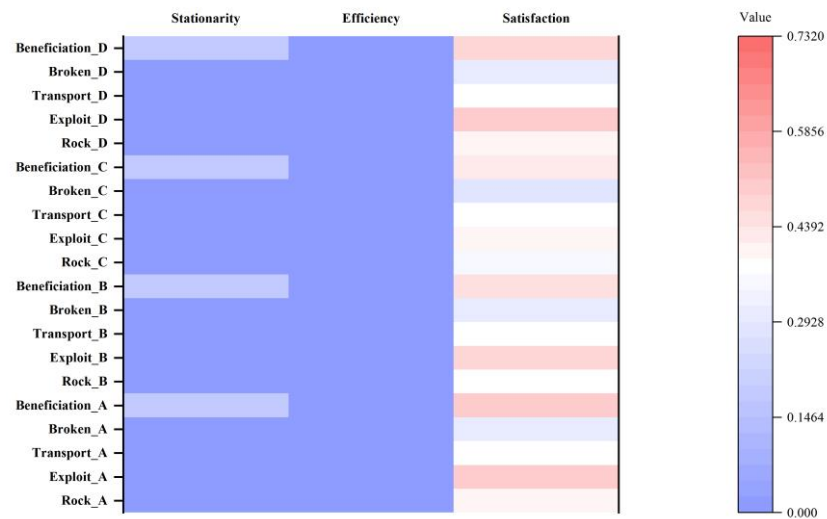 Stationarity Efficiency Satisfaction Value
Beneficiation_D
Broken_D
Transport_D
Exploit_D
Rock_D
Beneficiation_C
Broken_C
Transport_C
Exploit_C
Rock_C
Beneficiation_B
Broken_B
Transport_B
Exploit_B
Rock_B
Beneficiation_A
Broken_A
Transport_A
Exploit_A
Rock_A
0.7320
0.5856
0.4392
0.2928
0.1464
0.000